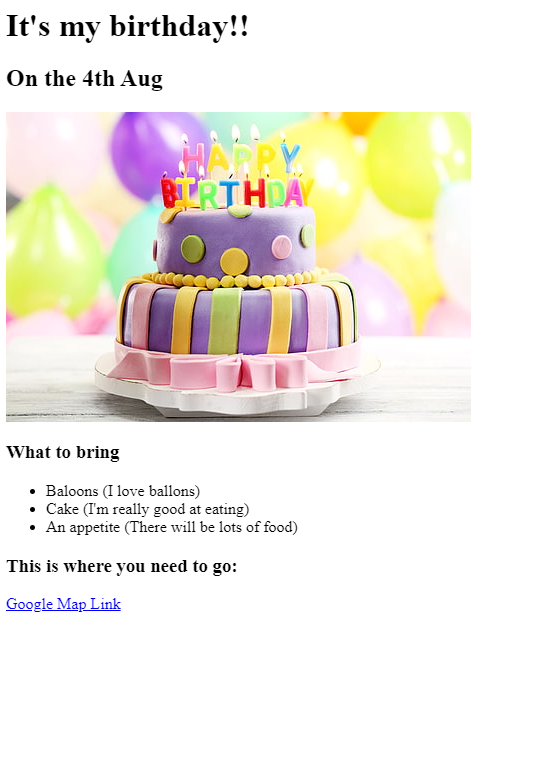 It's my birthday!!
On the 4th Aug
HAPPY
BIRTHDAY
What to bring
Baloons (I love ballons)
Cake (I'm really good at eating)
An appetite (There will be lots of food)
This is where you need to go:
Google Map Link